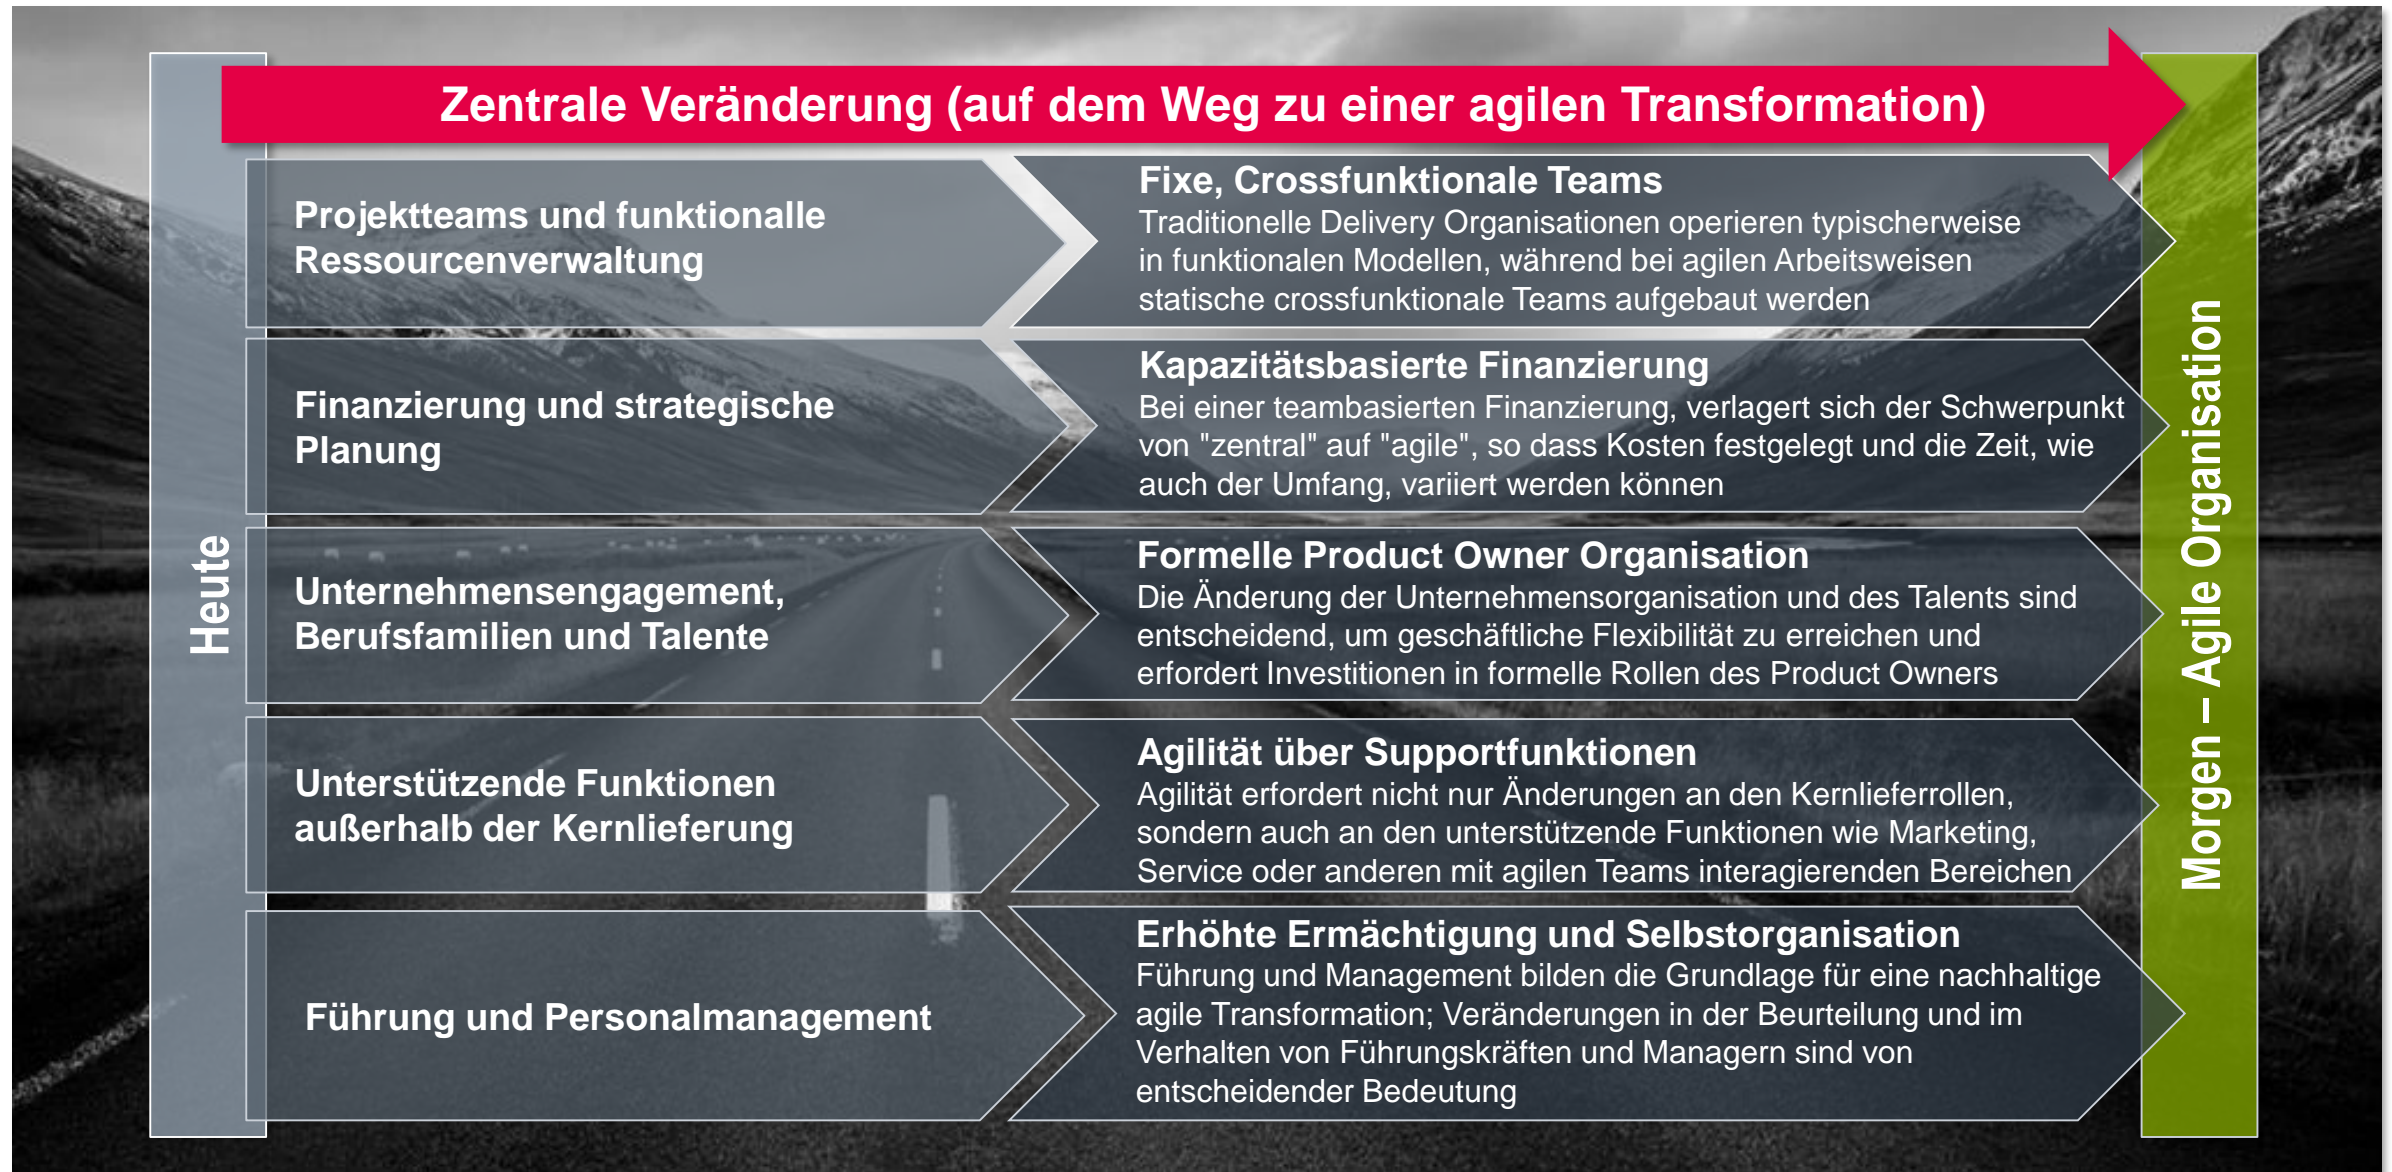 Zentrale Veränderung (auf dem Weg zu einer agilen Transformation)
Heute
Projektteams und funktionalle
Ressourcenverwaltung
Fixe, Crossfunktionale Teams
Traditionelle Delivery Organisationen operieren typischerweise
in funktionalen Modellen, während bei agilen Arbeitsweisen
statische crossfunktionale Teams aufgebaut werden
Finanzierung und strategische
Planung
Kapazitätsbasierte Finanzierung
Bei einer teambasierten Finanzierung, verlagert sich der Schwerpunkt
von "zentral" auf "agile", so dass Kosten festgelegt und die Zeit, wie
auch der Umfang, variiert werden können
Unternehmensengagement,
Berufsfamilien und Talente
Formelle Product Owner Organisation
Die Änderung der Unternehmensorganisation und des Talents sind
entscheidend, um geschäftliche Flexibilität zu erreichen und
erfordert Investitionen in formelle Rollen des Product Owners
Unterstützende Funktionen
außerhalb der Kernlieferung
Agilität über Supportfunktionen
Agilität erfordert nicht nur Änderungen an den Kernlieferrollen,
sondern auch an den unterstützende Funktionen wie Marketing,
Service oder anderen mit agilen Teams interagierenden Bereichen
Führung und Personalmanagement
Erhöhte Ermächtigung und Selbstorganisation
Führung und Management bilden die Grundlage für eine nachhaltige
agile Transformation; Veränderungen in der Beurteilung und im
Verhalten von Führungskräften und Managern sind von
entscheidender Bedeutung
Morgen – Agile Organisation